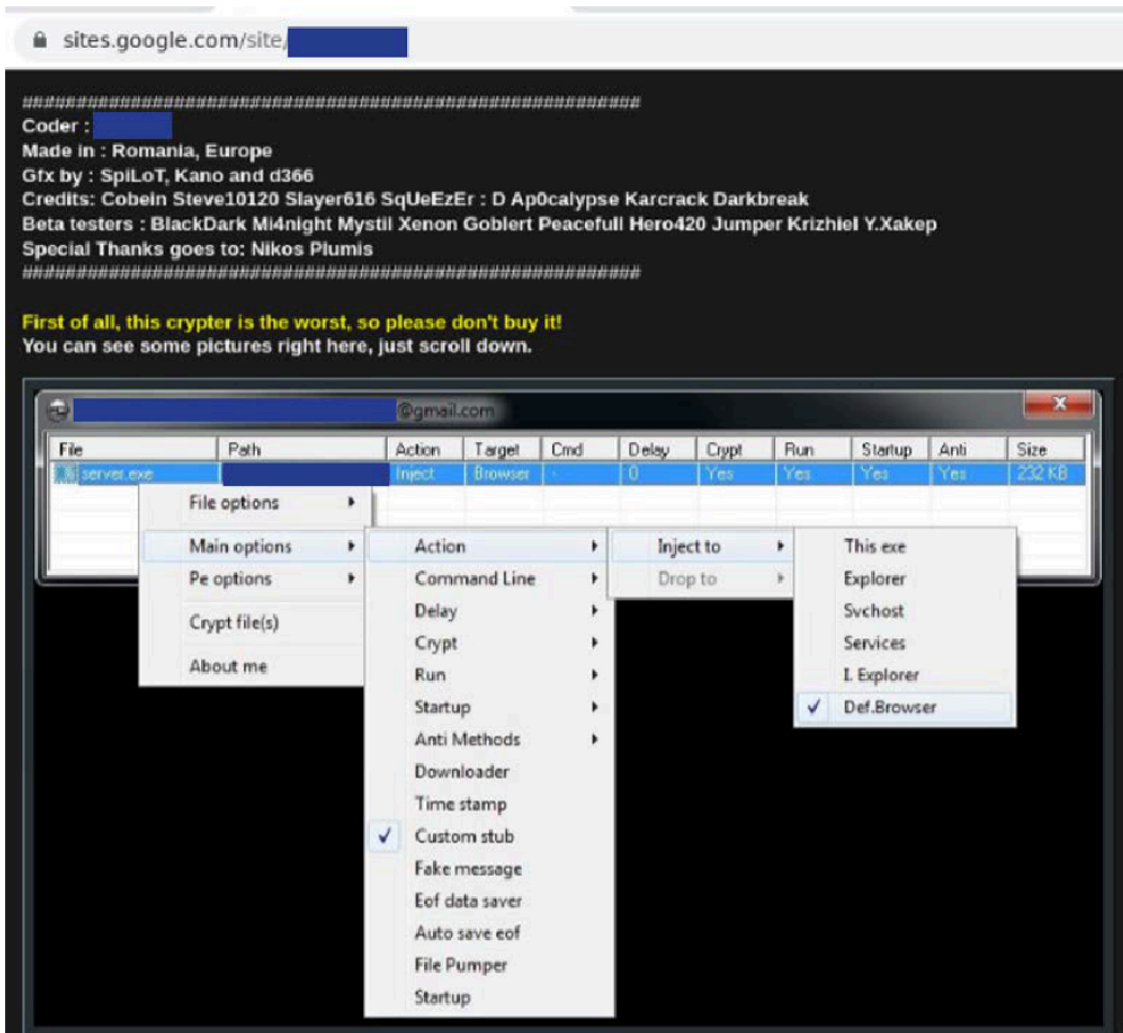 sites.google.com/site/
#########################################################
Coder :
Made in : Romania, Europe
Gfx by : SpiLoT, Kano and d366
Credits: Cobein Steve10120 Slayer616 SqUeEzEr : D Ap0calypse Karcrack Darkbreak
Beta testers : BlackDark Mi4night Mystil Xenon Goblert Peacefull Hero420 Jumper Krizhiel Y.Xakep
Special Thanks goes to: Nikos Plumis
#########################################################
First of all, this crypter is the worst, so please don't buy it!
You can see some pictures right here, just scroll down.
@gmail.com
File Path Action Target Cmd Delay Crypt Run Startup Anti Size
server.exe Inject Browser - 0 Yes Yes Yes Yes 232 KB
File options
Main options
Pe options
Crypt file(s)
About me
Action
Command Line
Delay
Crypt
Run
Startup
Anti Methods
Downloader
Time stamp
Custom stub
Fake message
Eof data saver
Auto save eof
File Pumper
Startup
Inject to
Drop to
This exe
Explorer
Svchost
Services
I. Explorer
Def.Browser